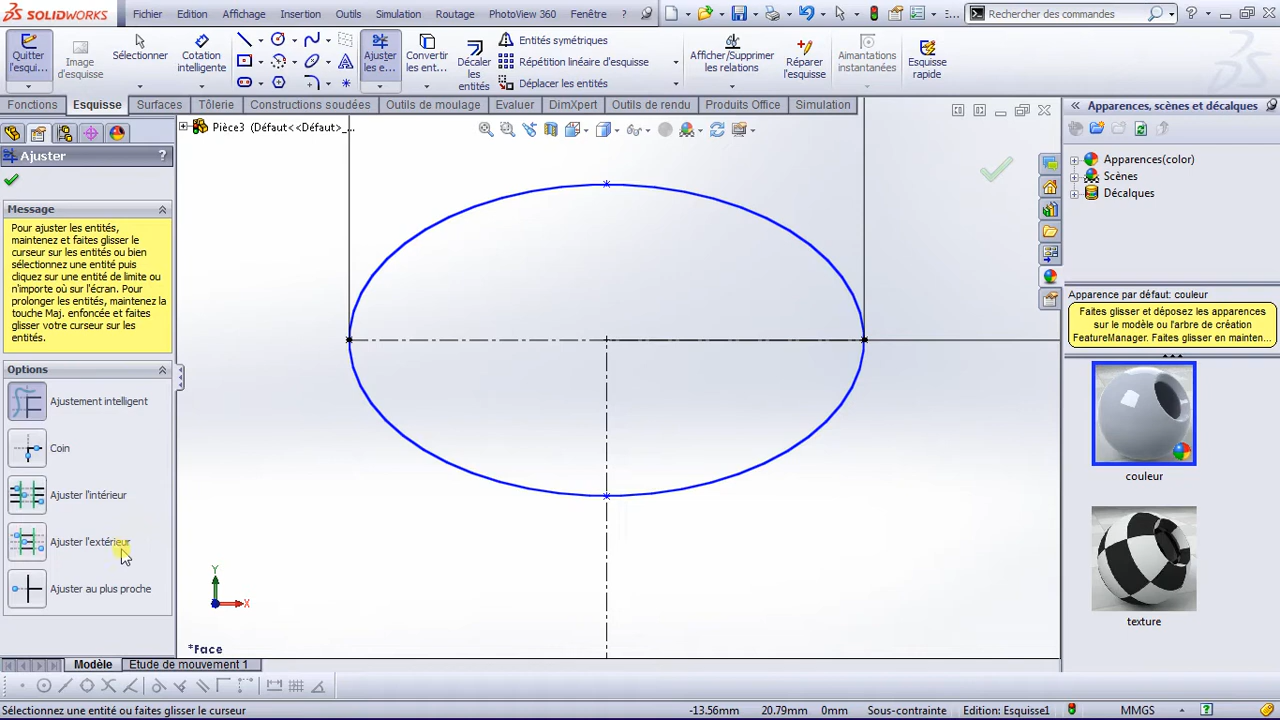 SOLIDWORKS
Fichier Edition Affichage Insertion Outils Simulation Routage PhotoView 360 Fenêtre ? Rechercher des commandes
Quitter l'esqui...
Image d'esquisse
Sélectionner
Cotation intelligente
Ajuster les e...
Convertir les ent...
Décaler les entités
Entités symétriques
Répétition linéaire d'esquisse
Déplacer les entités
Afficher/Supprimer les relations
Réparer l'esquisse
Aimantations instantanées
Esquisse rapide
Fonctions Esquisse Surfaces Tôlerie Constructions soudées Outils de moulage Evaluer DimXpert Outils de rendu Produits Office Simulation
Pièce3 (Défaut<<Défaut>_...
Ajuster ?
Message
Pour ajuster les entités,
maintenez et faites glisser le
curseur sur les entités ou bien
sélectionnez une entité puis
cliquez sur une entité de limite ou
n'importe où sur l'écran. Pour
prolonger les entités, maintenez la
touche Maj. enfoncée et faites
glisser votre curseur sur les
entités.
Options
Ajustement intelligent
Coin
Ajuster l'intérieur
Ajuster l'extérieur
Ajuster au plus proche
Y
X
*Face
Apparences, scènes et décalques
Apparences(color)
Scènes
Décalques
Apparence par défaut: couleur
Faites glisser et déposez les apparences
sur le modèle ou l'arbre de création
FeatureManager. Faites glisser en mainten...
couleur
texture
Modèle Etude de mouvement 1
Sélectionnez une entité ou faites glisser le curseur -13.56mm 20.79mm 0mm Sous-contrainte Edition: Esquisse1 MMGS ?